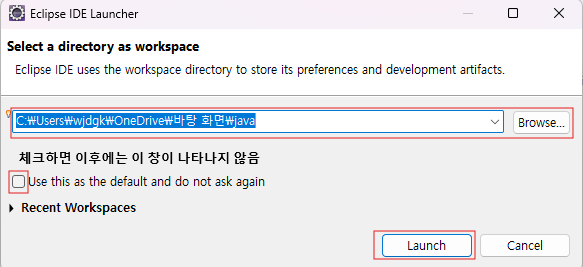 Eclipse IDE Launcher
Select a directory as workspace
Eclipse IDE uses the workspace directory to store its preferences and development artifacts.
C:₩Users₩wjdgk₩OneDrive₩바탕 화면₩java
Browse...
체크하면 이후에는 이 창이 나타나지 않음
Use this as the default and do not ask again
Recent Workspaces
Launch
Cancel